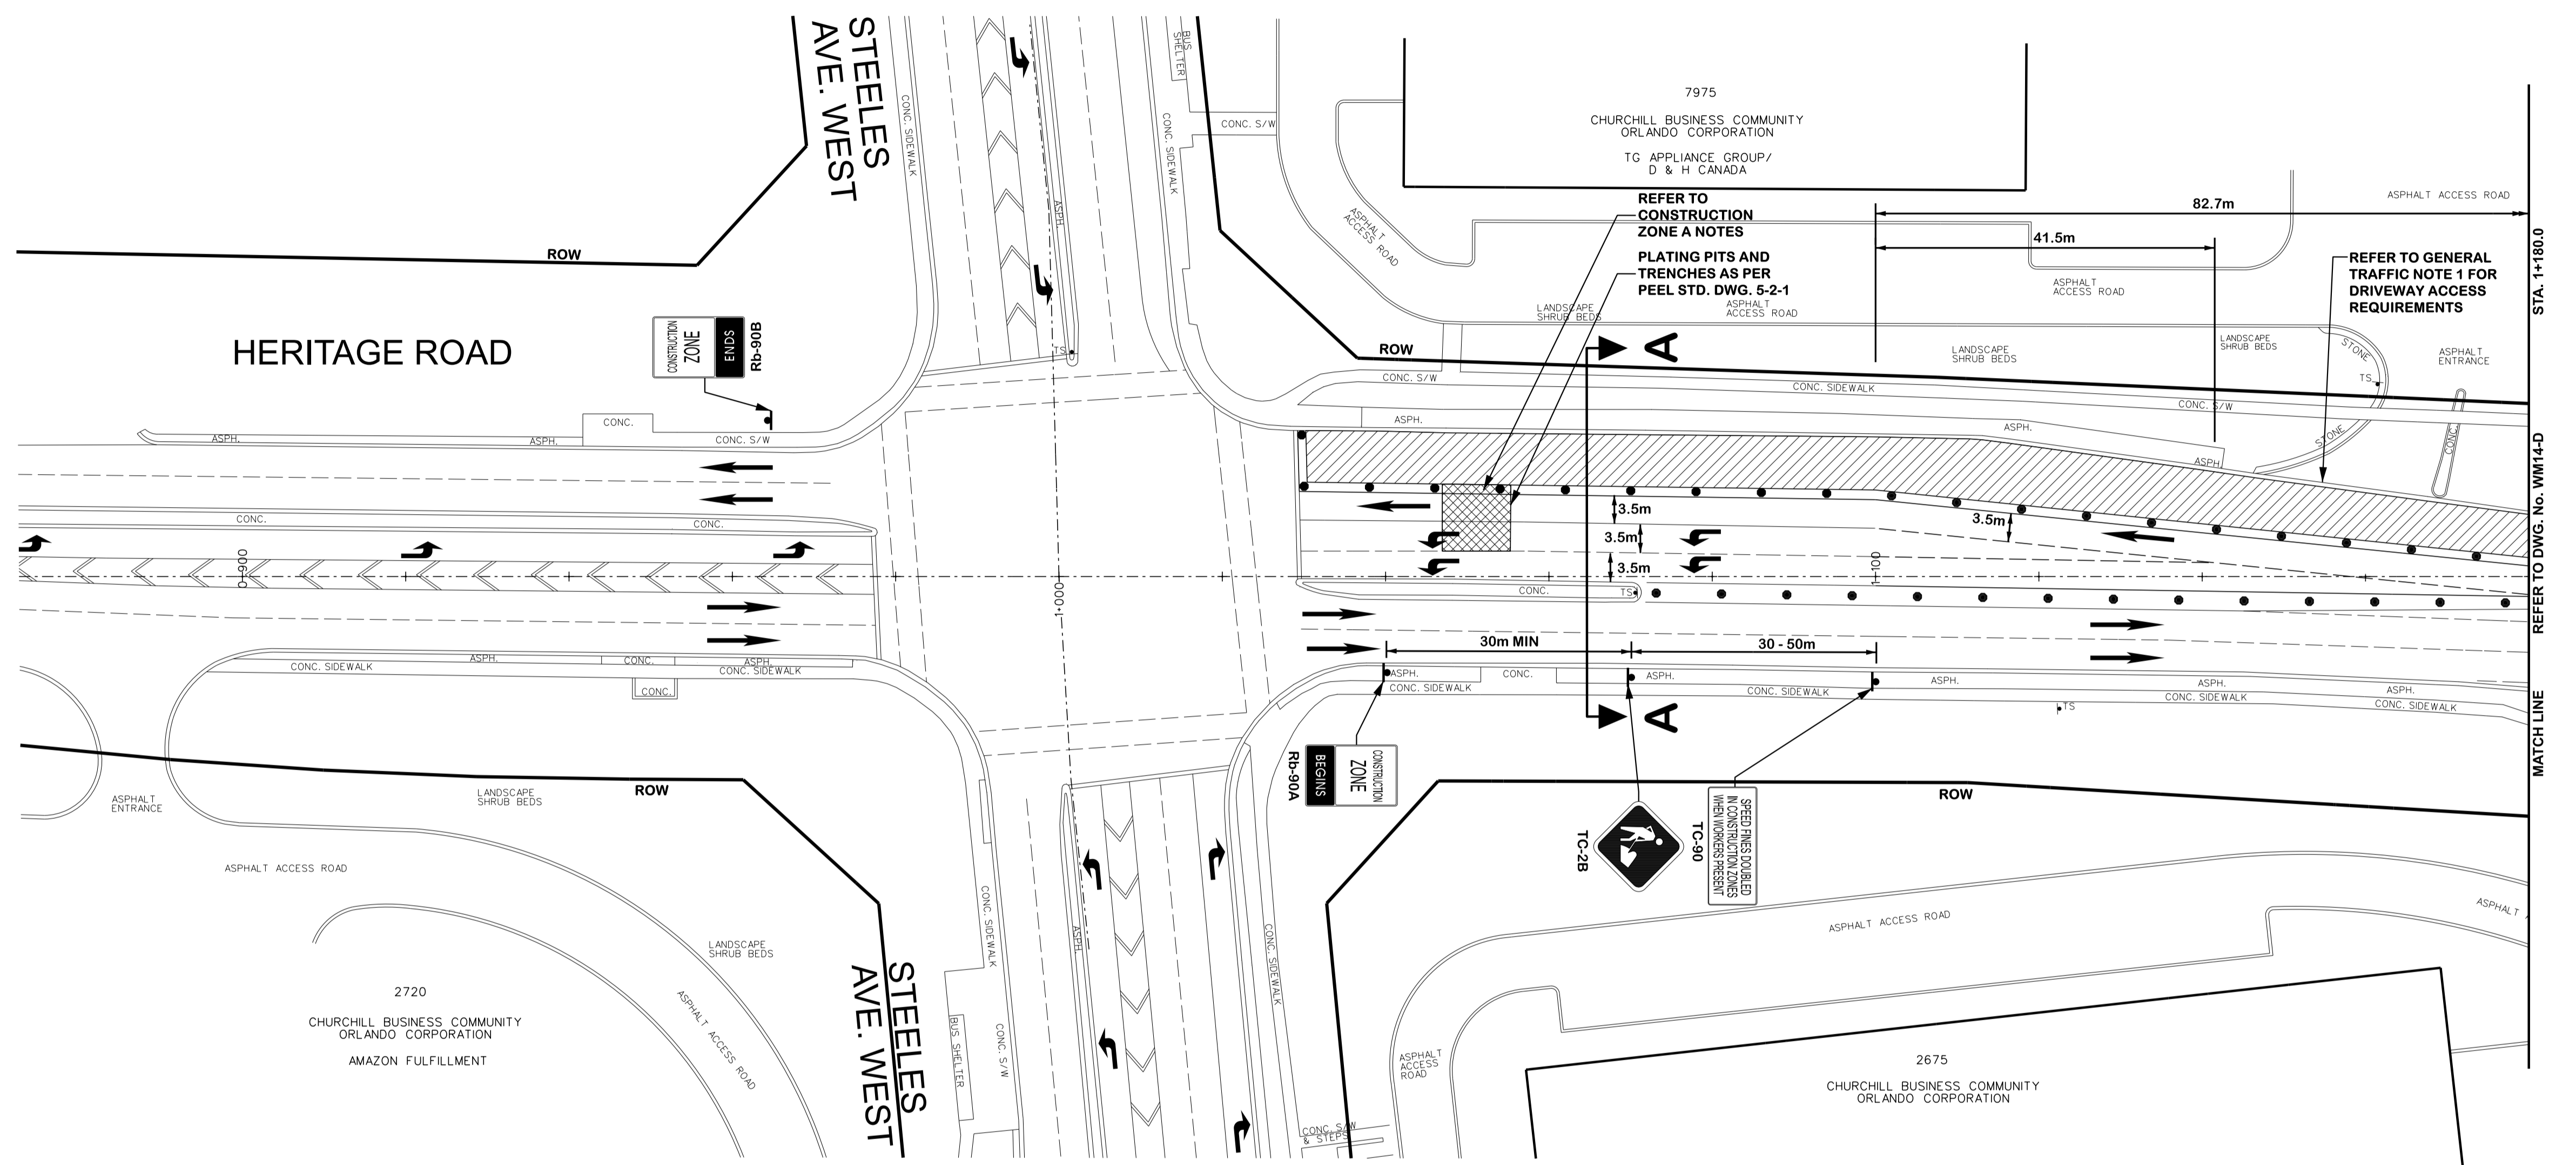 STEELES
AVE. WEST
CONC. SIDEWALK
ASPH.
TS
BUS
SHELTER
CONC. SIDEWALK
CONC. S/W
7975
CHURCHILL BUSINESS COMMUNITY
ORLANDO CORPORATION
TG APPLIANCE GROUP/
D & H CANADA
ASPHALT
ACCESS ROAD
REFER TO
CONSTRUCTION
ZONE A NOTES
PLATING PITS AND
TRENCHES AS PER
PEEL STD. DWG. 5-2-1
82.7m
41.5m
ASPHALT ACCESS ROAD
REFER TO GENERAL
TRAFFIC NOTE 1 FOR
DRIVEWAY ACCESS
REQUIREMENTS
ASPHALT
ACCESS ROAD
LANDSCAPE
SHRUB BEDS
ASPHALT
ACCESS ROAD
LANDSCAPE
SHRUB BEDS
LANDSCAPE
SHRUB BEDS
STONE
ASPHALT
ENTRANCE
TS
STONE
CONC.
ROW
HERITAGE ROAD
CONSTRUCTION
ZONE
ENDS
Rb-90B
ROW
A
CONC. S/W
CONC. SIDEWALK
CONC. S/W
ASPH.
ASPH.
CONC.
CONC. S/W
ASPH.
ASPH.
ASPH.
3.5m
3.5m
3.5m
3.5m
CONC.
CONC.
0+900
1+000
1+100
CONC.
TS
30m MIN
30 - 50m
CONC. SIDEWALK
ASPH.
CONC.
ASPH.
CONC. SIDEWALK
CONC.
ASPH.
CONC.
ASPH.
ASPH.
ASPH.
ASPH.
CONC. SIDEWALK
CONC. SIDEWALK
CONC. SIDEWALK
CONC. SIDEWALK
TS
A
Rb-90A
BEGINS
CONSTRUCTION
ZONE
TC-2B
TC-90
SPEED FINES DOUBLED
IN CONSTRUCTION ZONES
WHEN WORKERS PRESENT
ROW
ROW
ASPHALT
ENTRANCE
LANDSCAPE
SHRUB BEDS
ASPHALT ACCESS ROAD
LANDSCAPE
SHRUB BEDS
ASPHALT ACCESS ROAD
2720
CHURCHILL BUSINESS COMMUNITY
ORLANDO CORPORATION
AMAZON FULFILLMENT
STEELES
AVE. WEST
CONC. SIDEWALK
BUS SHELTER
CONC. S/W
ASPH.
CONC. SIDEWALK
CONC. S/W
& STEPS
ASPHALT
ACCESS
ROAD
ASPHALT ACCESS ROAD
ASPHALT
2675
CHURCHILL BUSINESS COMMUNITY
ORLANDO CORPORATION
STA. 1+180.0
REFER TO DWG. No. WM14-D
MATCH LINE